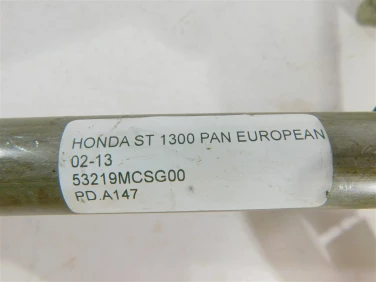 HONDA ST 1300 PAN EUROPEAN
02-13
53219MCSG00
PD.A147